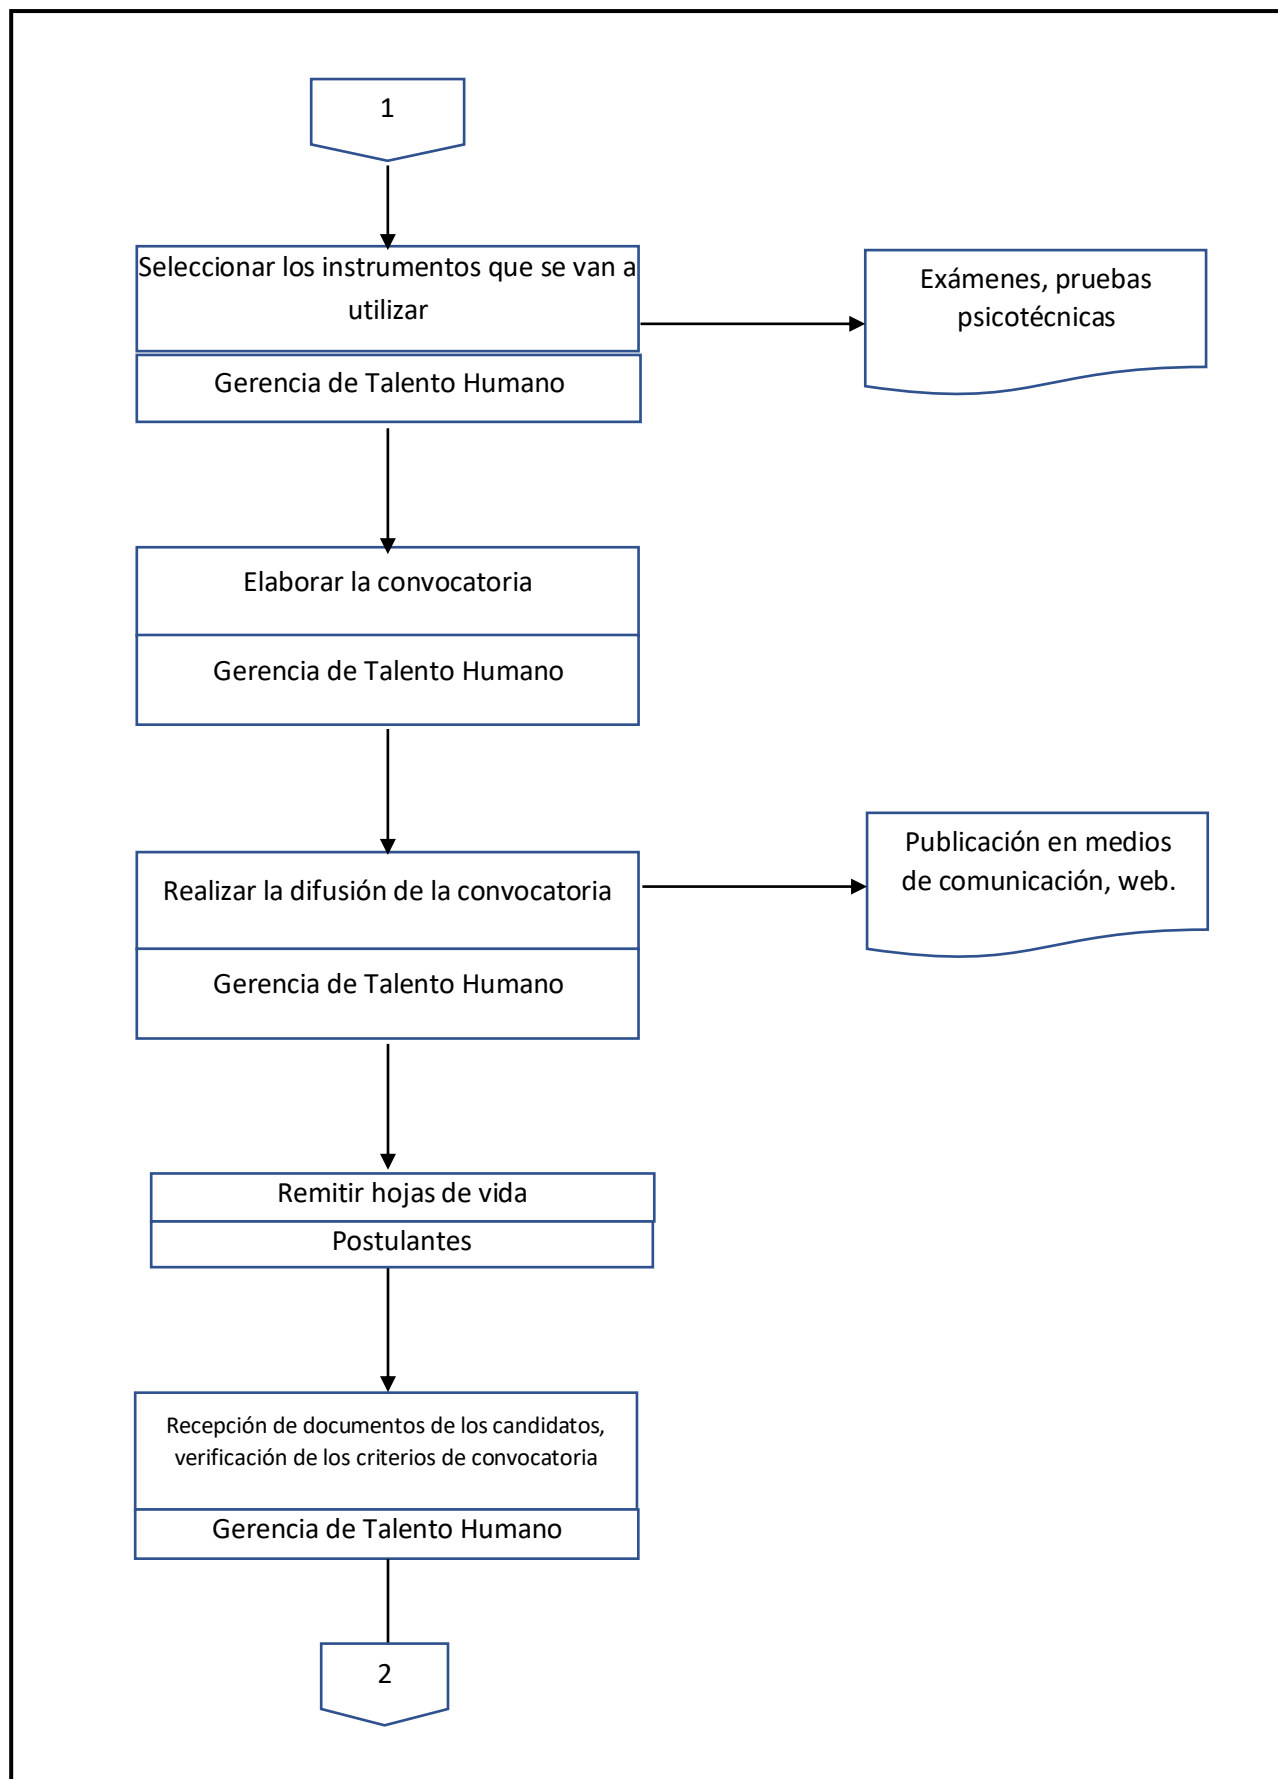 1
Seleccionar los instrumentos que se van a
utilizar
Gerencia de Talento Humano
Exámenes, pruebas
psicotécnicas
Elaborar la convocatoria
Gerencia de Talento Humano
Realizar la difusión de la convocatoria
Gerencia de Talento Humano
Publicación en medios
de comunicación, web.
Remitir hojas de vida
Postulantes
Recepción de documentos de los candidatos,
verificación de los criterios de convocatoria
Gerencia de Talento Humano
2